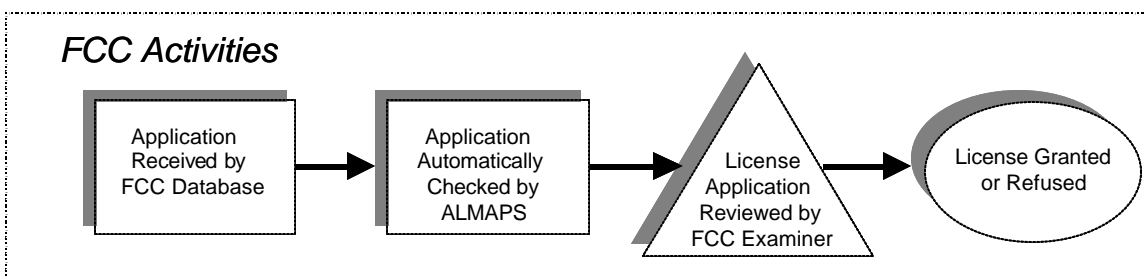 FCC Activities
Application
Received by
FCC Database
Application
Automatically
Checked by
ALMAPS
License
Application
Reviewed by
FCC Examiner
License Granted
or Refused